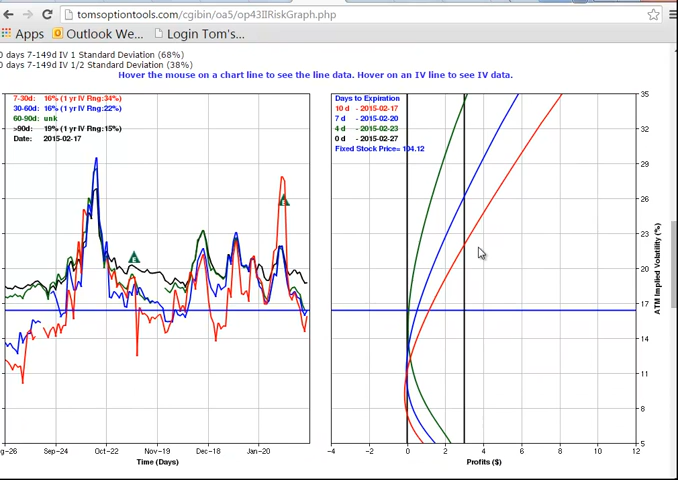 tomsoptiontools.com/cgibin/oa5/op43IIRiskGraph.php
Apps Outlook We... Login Tom's...
0 days 7-149d IV 1 Standard Deviation (68%)
0 days 7-149d IV 1/2 Standard Deviation (38%)
Hover the mouse on a chart line to see the line data. Hover on an IV line to see IV data.
7-30d: 16% (1 yr IV Rng:34%)
30-60d: 16% (1 yr IV Rng:22%)
60-90d: unk
>90d: 19% (1 yr IV Rng:15%)
Date: 2015-02-17
E
E
g-26 Sep-24 Oct-22 Nov-19 Dec-18 Jan-20
Time (Days)
Days to Expiration
10 d - 2015-02-17
7 d - 2015-02-20
4 d - 2015-02-23
0 d - 2015-02-27
Fixed Stock Price= 104.12
35
32
29
26
23
20
17
14
11
8
5
ATM Implied Volatility (%)
-4 -2 0 2 4 6 8 10 12
Profits ($)